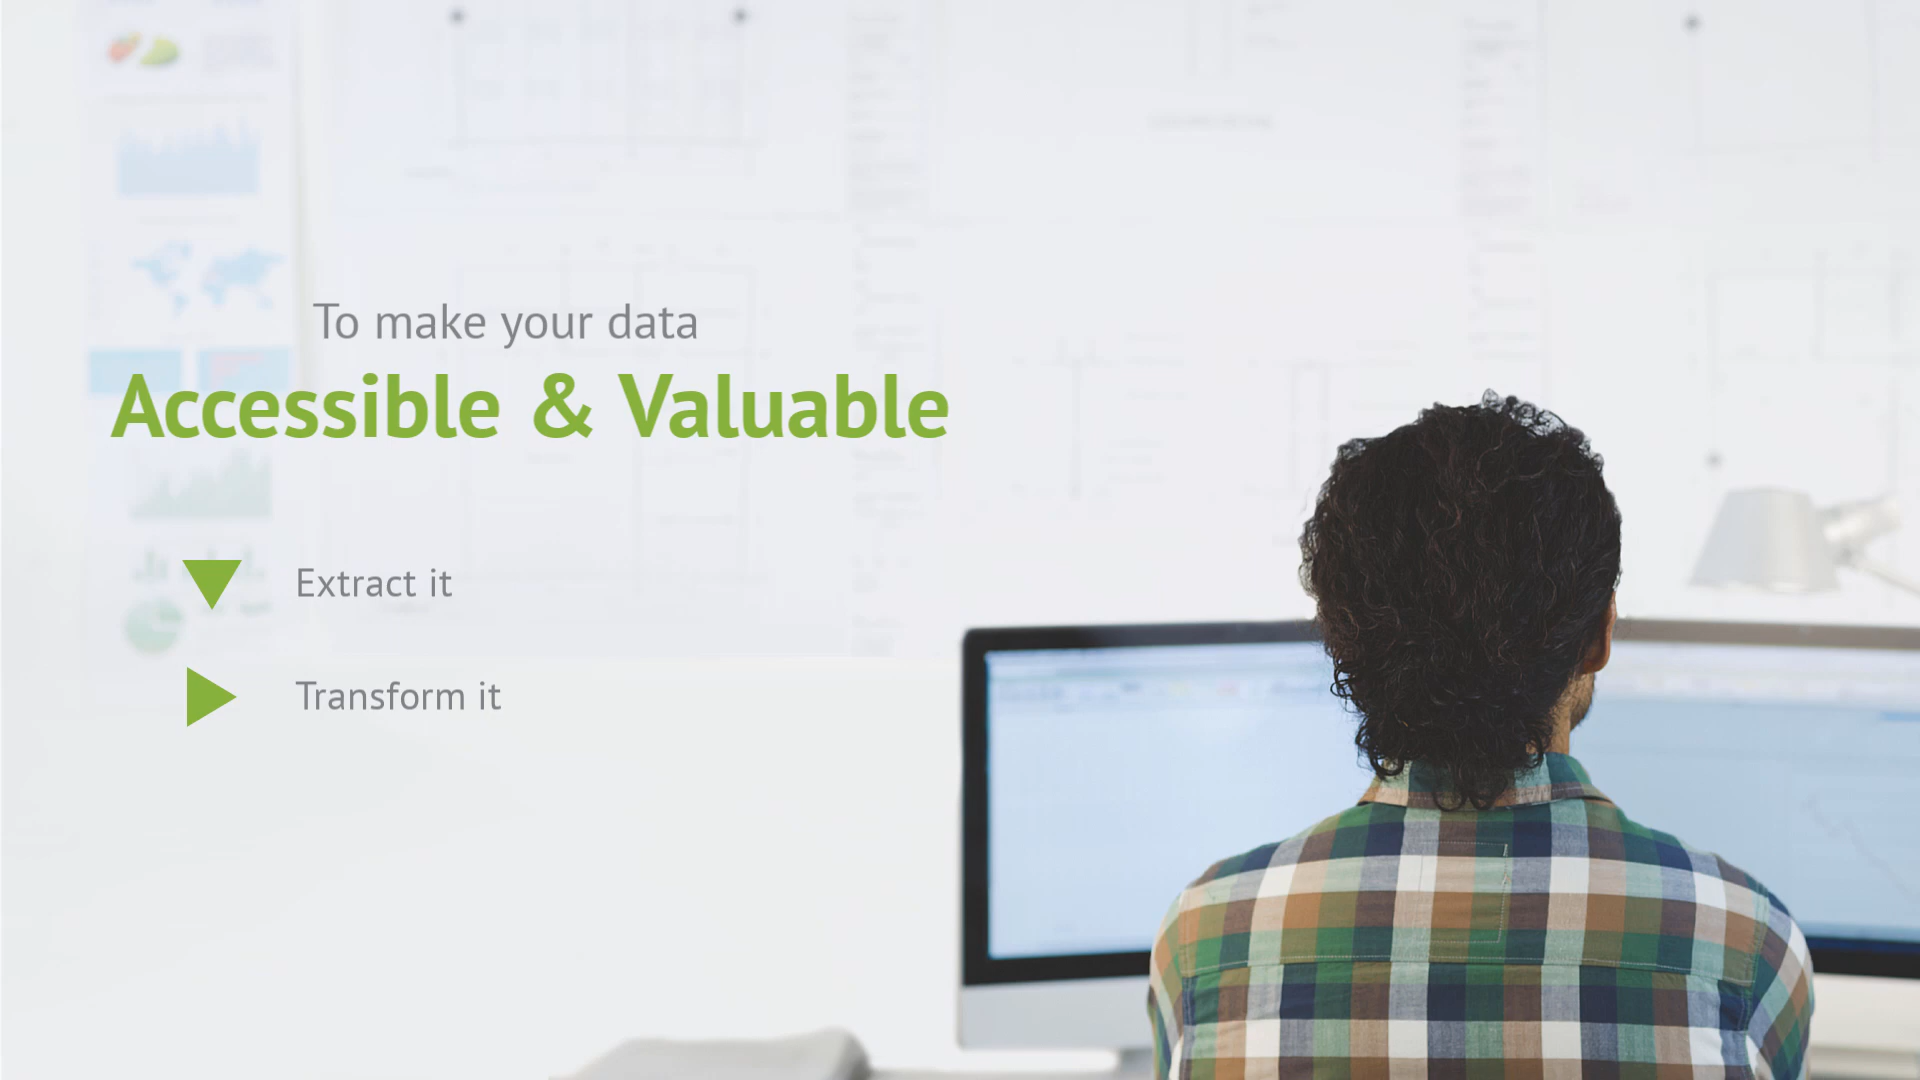 To make your data
Accessible & Valuable
Extract it
Transform it